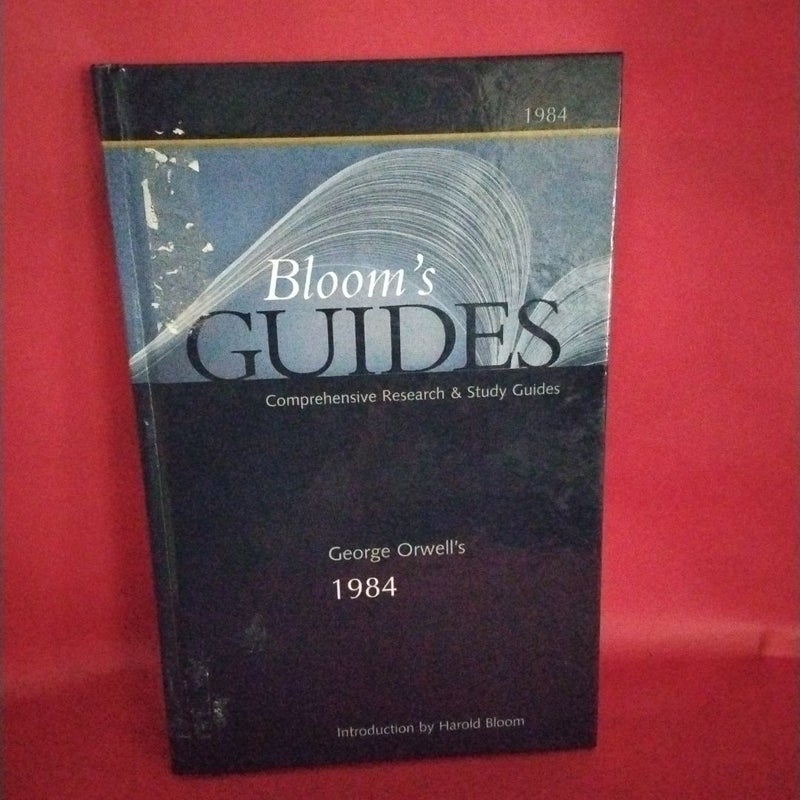 1984
Bloom's
GUIDES
Comprehensive Research & Study Guides
George Orwell's
1984
Introduction by Harold Bloom